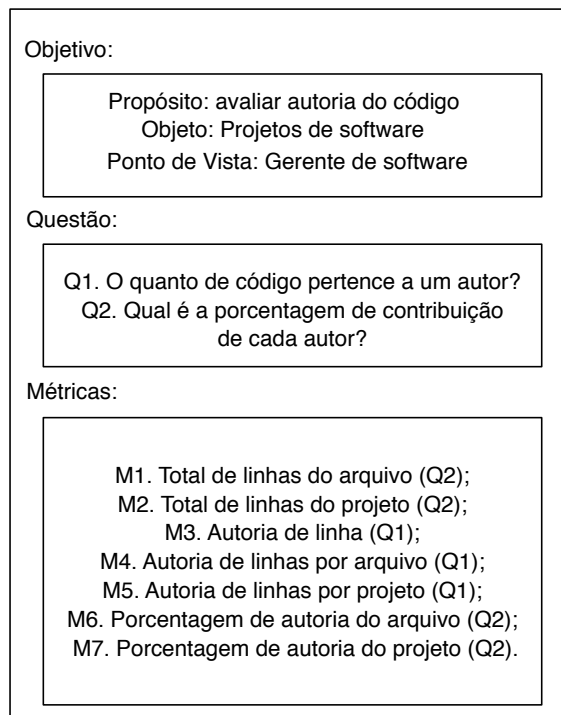 Objetivo:
Propósito: avaliar autoria do código
Objeto: Projetos de software
Ponto de Vista: Gerente de software
Questão:
Q1. O quanto de código pertence a um autor?
Q2. Qual é a porcentagem de contribuição
de cada autor?
Métricas:
M1. Total de linhas do arquivo (Q2);
M2. Total de linhas do projeto (Q2);
M3. Autoria de linha (Q1);
M4. Autoria de linhas por arquivo (Q1);
M5. Autoria de linhas por projeto (Q1);
M6. Porcentagem de autoria do arquivo (Q2);
M7. Porcentagem de autoria do projeto (Q2).